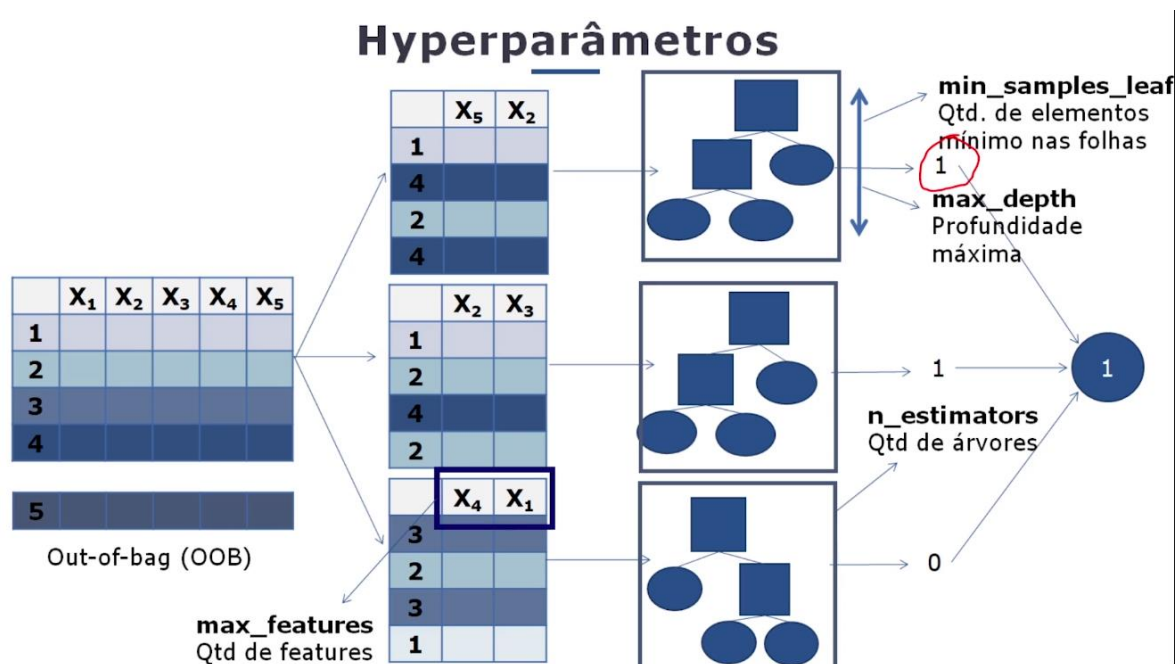 Hyperparâmetros
X₅ X₂
1
4
2
4
min_samples_leaf
Qtd. de elementos
mínimo nas folhas
1
max_depth
Profundidade
máxima
X₁ X₂ X₃ X₄ X₅
1
2
3
4
5
Out-of-bag (OOB)
X₂ X₃
1
2
4
2
1
1
n_estimators
Qtd de árvores
X₄ X₁
3
2
3
1
0
max_features
Qtd de features